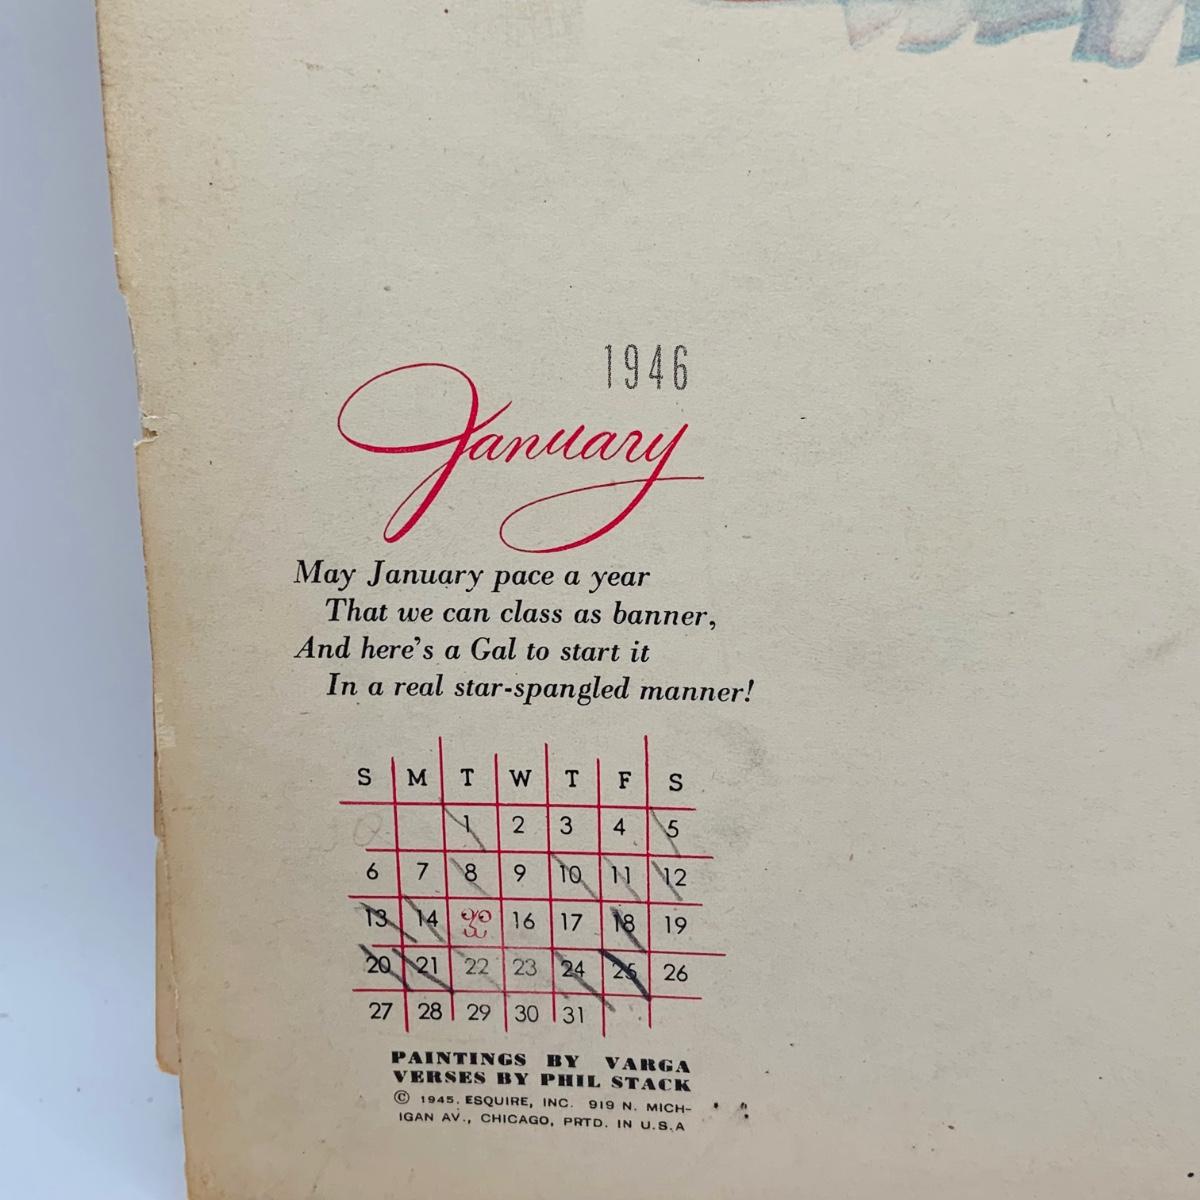 1946
January
May January pace a year
That we can class as banner,
And here's a Gal to start it
In a real star-spangled manner!
S M T W T F S
1 2 3 4 5
6 7 8 9 10 11 12
13 14 16 17 18 19
20 21 22 23 24 25 26
27 28 29 30 31
PAINTINGS BY VARGA
VERSES BY PHIL STACK
© 1945. ESQUIRE, INC. 919 N. MICH-
IGAN AV., CHICAGO, PRTD. IN U.S.A